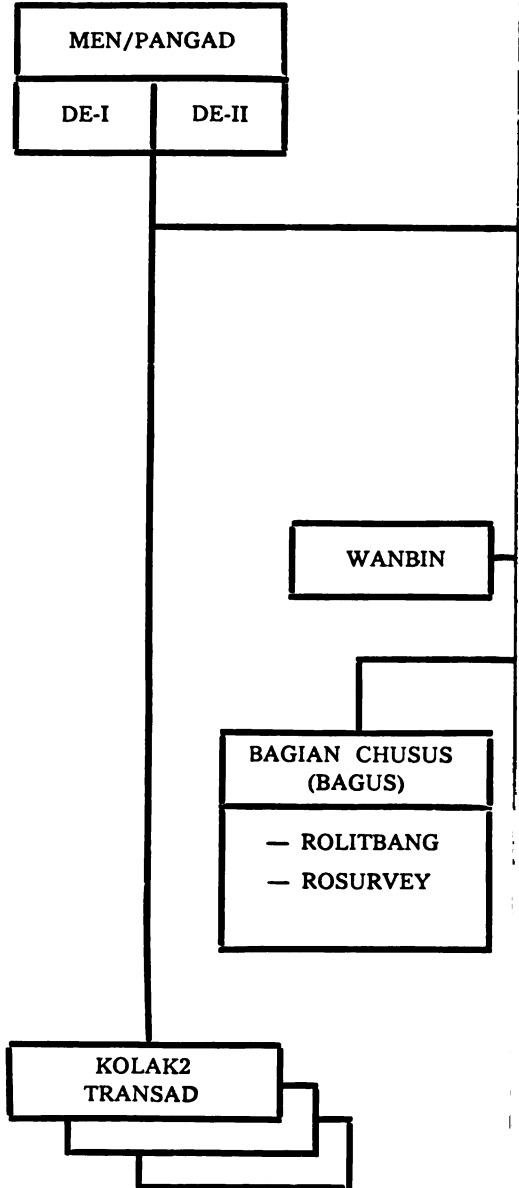 MEN/PANGAD
DE-I
DE-II
WANBIN
BAGIAN CHUSUS
(BAGUS)
— ROLITBANG
— ROSURVEY
KOLAK2
TRANSAD